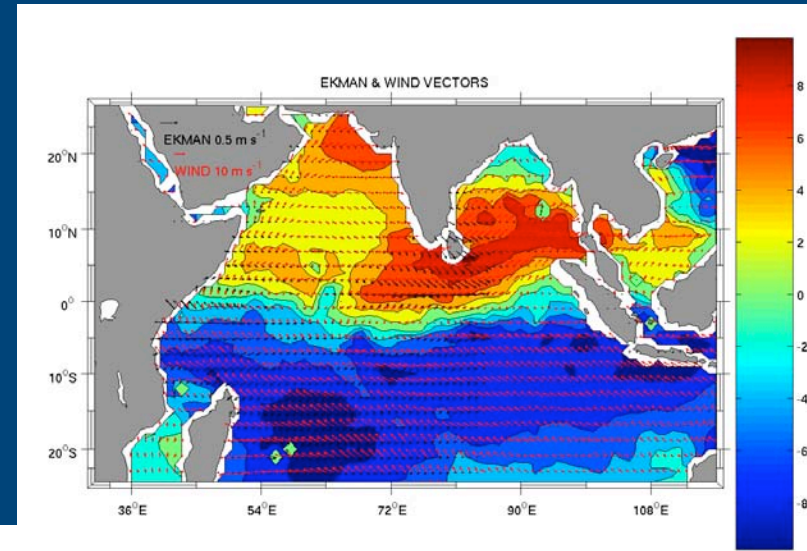 EKMAN & WIND VECTORS
EKMAN 0.5 m s⁻¹
WIND 10 m s⁻¹
20°N
10°N
0°
10°S
20°S
36°E
54°E
72°E
90°E
108°E
8
6
4
2
0
-2
-4
-6
-8